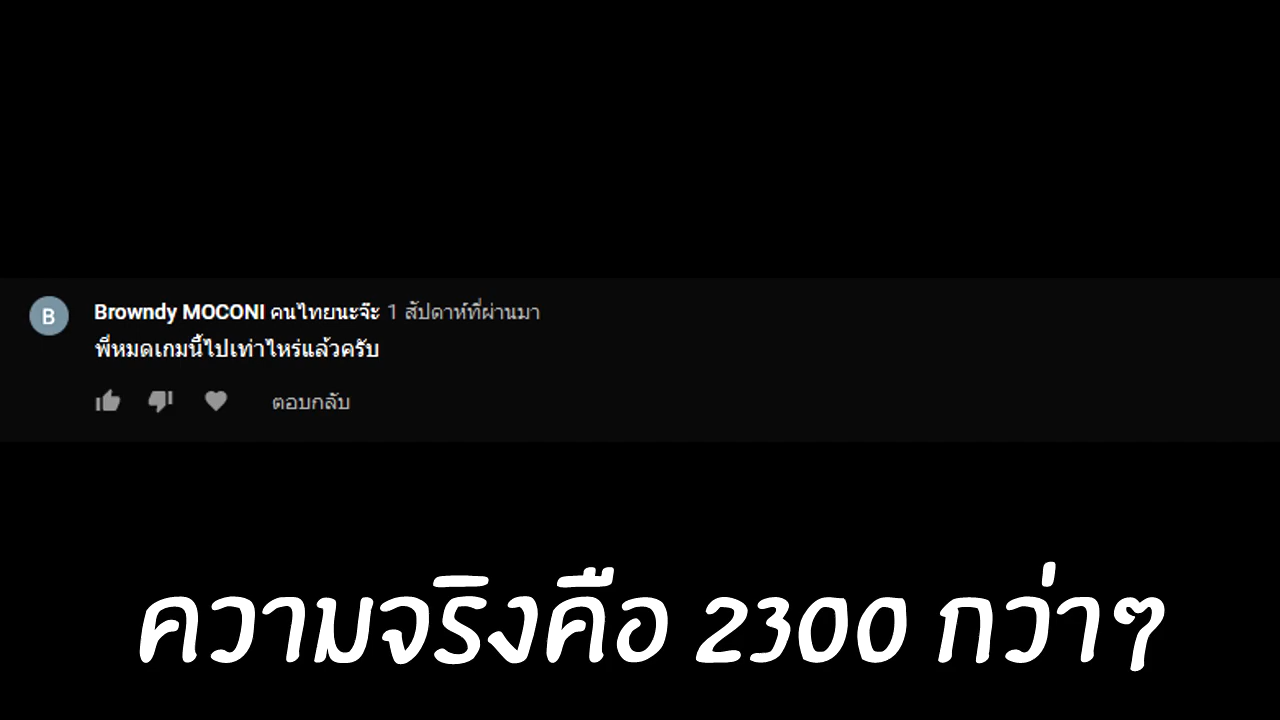 B
Browndy MOCONI คนไทยนะจ๊ะ 1 สัปดาห์ที่ผ่านมา
พี่หมดเกมนี้ไปเท่าไหร่แล้วครับ
ตอบกลับ
ความจริงคือ 2300 กว่าๆ